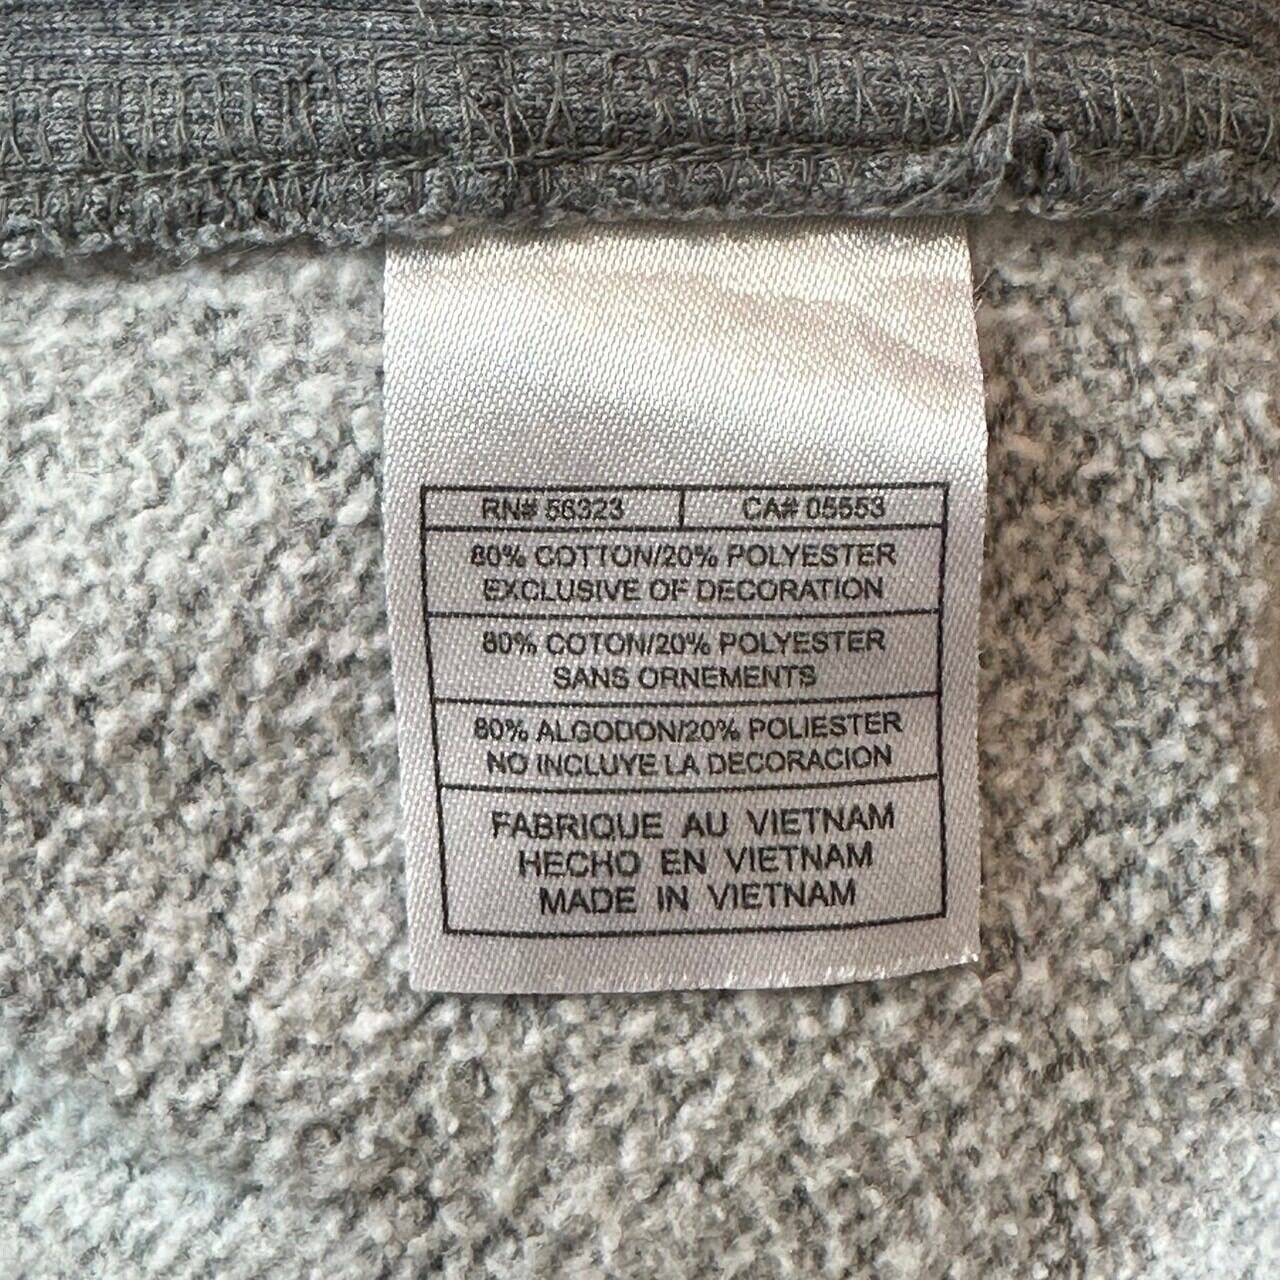 RN# 56323 CA# 05553
80% COTTON/20% POLYESTER
EXCLUSIVE OF DECORATION
80% COTON/20% POLYESTER
SANS ORNEMENTS
80% ALGODON/20% POLIESTER
NO INCLUYE LA DECORACION
FABRIQUE AU VIETNAM
HECHO EN VIETNAM
MADE IN VIETNAM